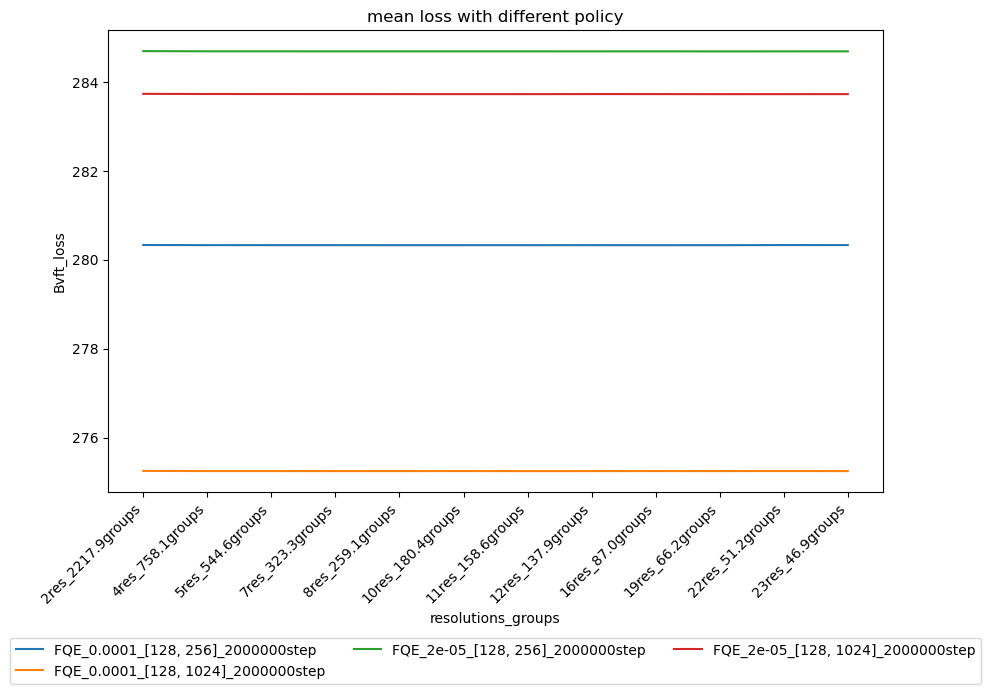 mean loss with different policy
Bvft_loss
284
282
280
278
276
2res_2217.9groups
4res_758.1groups
5res_544.6groups
7res_323.3groups
8res_259.1groups
10res_180.4groups
11res_158.6groups
12res_137.9groups
16res_87.0groups
19res_66.2groups
22res_51.2groups
23res_46.9groups
resolutions_groups
FQE_0.0001_[128, 256]_2000000step
FQE_0.0001_[128, 1024]_2000000step
FQE_2e-05_[128, 256]_2000000step
FQE_2e-05_[128, 1024]_2000000step